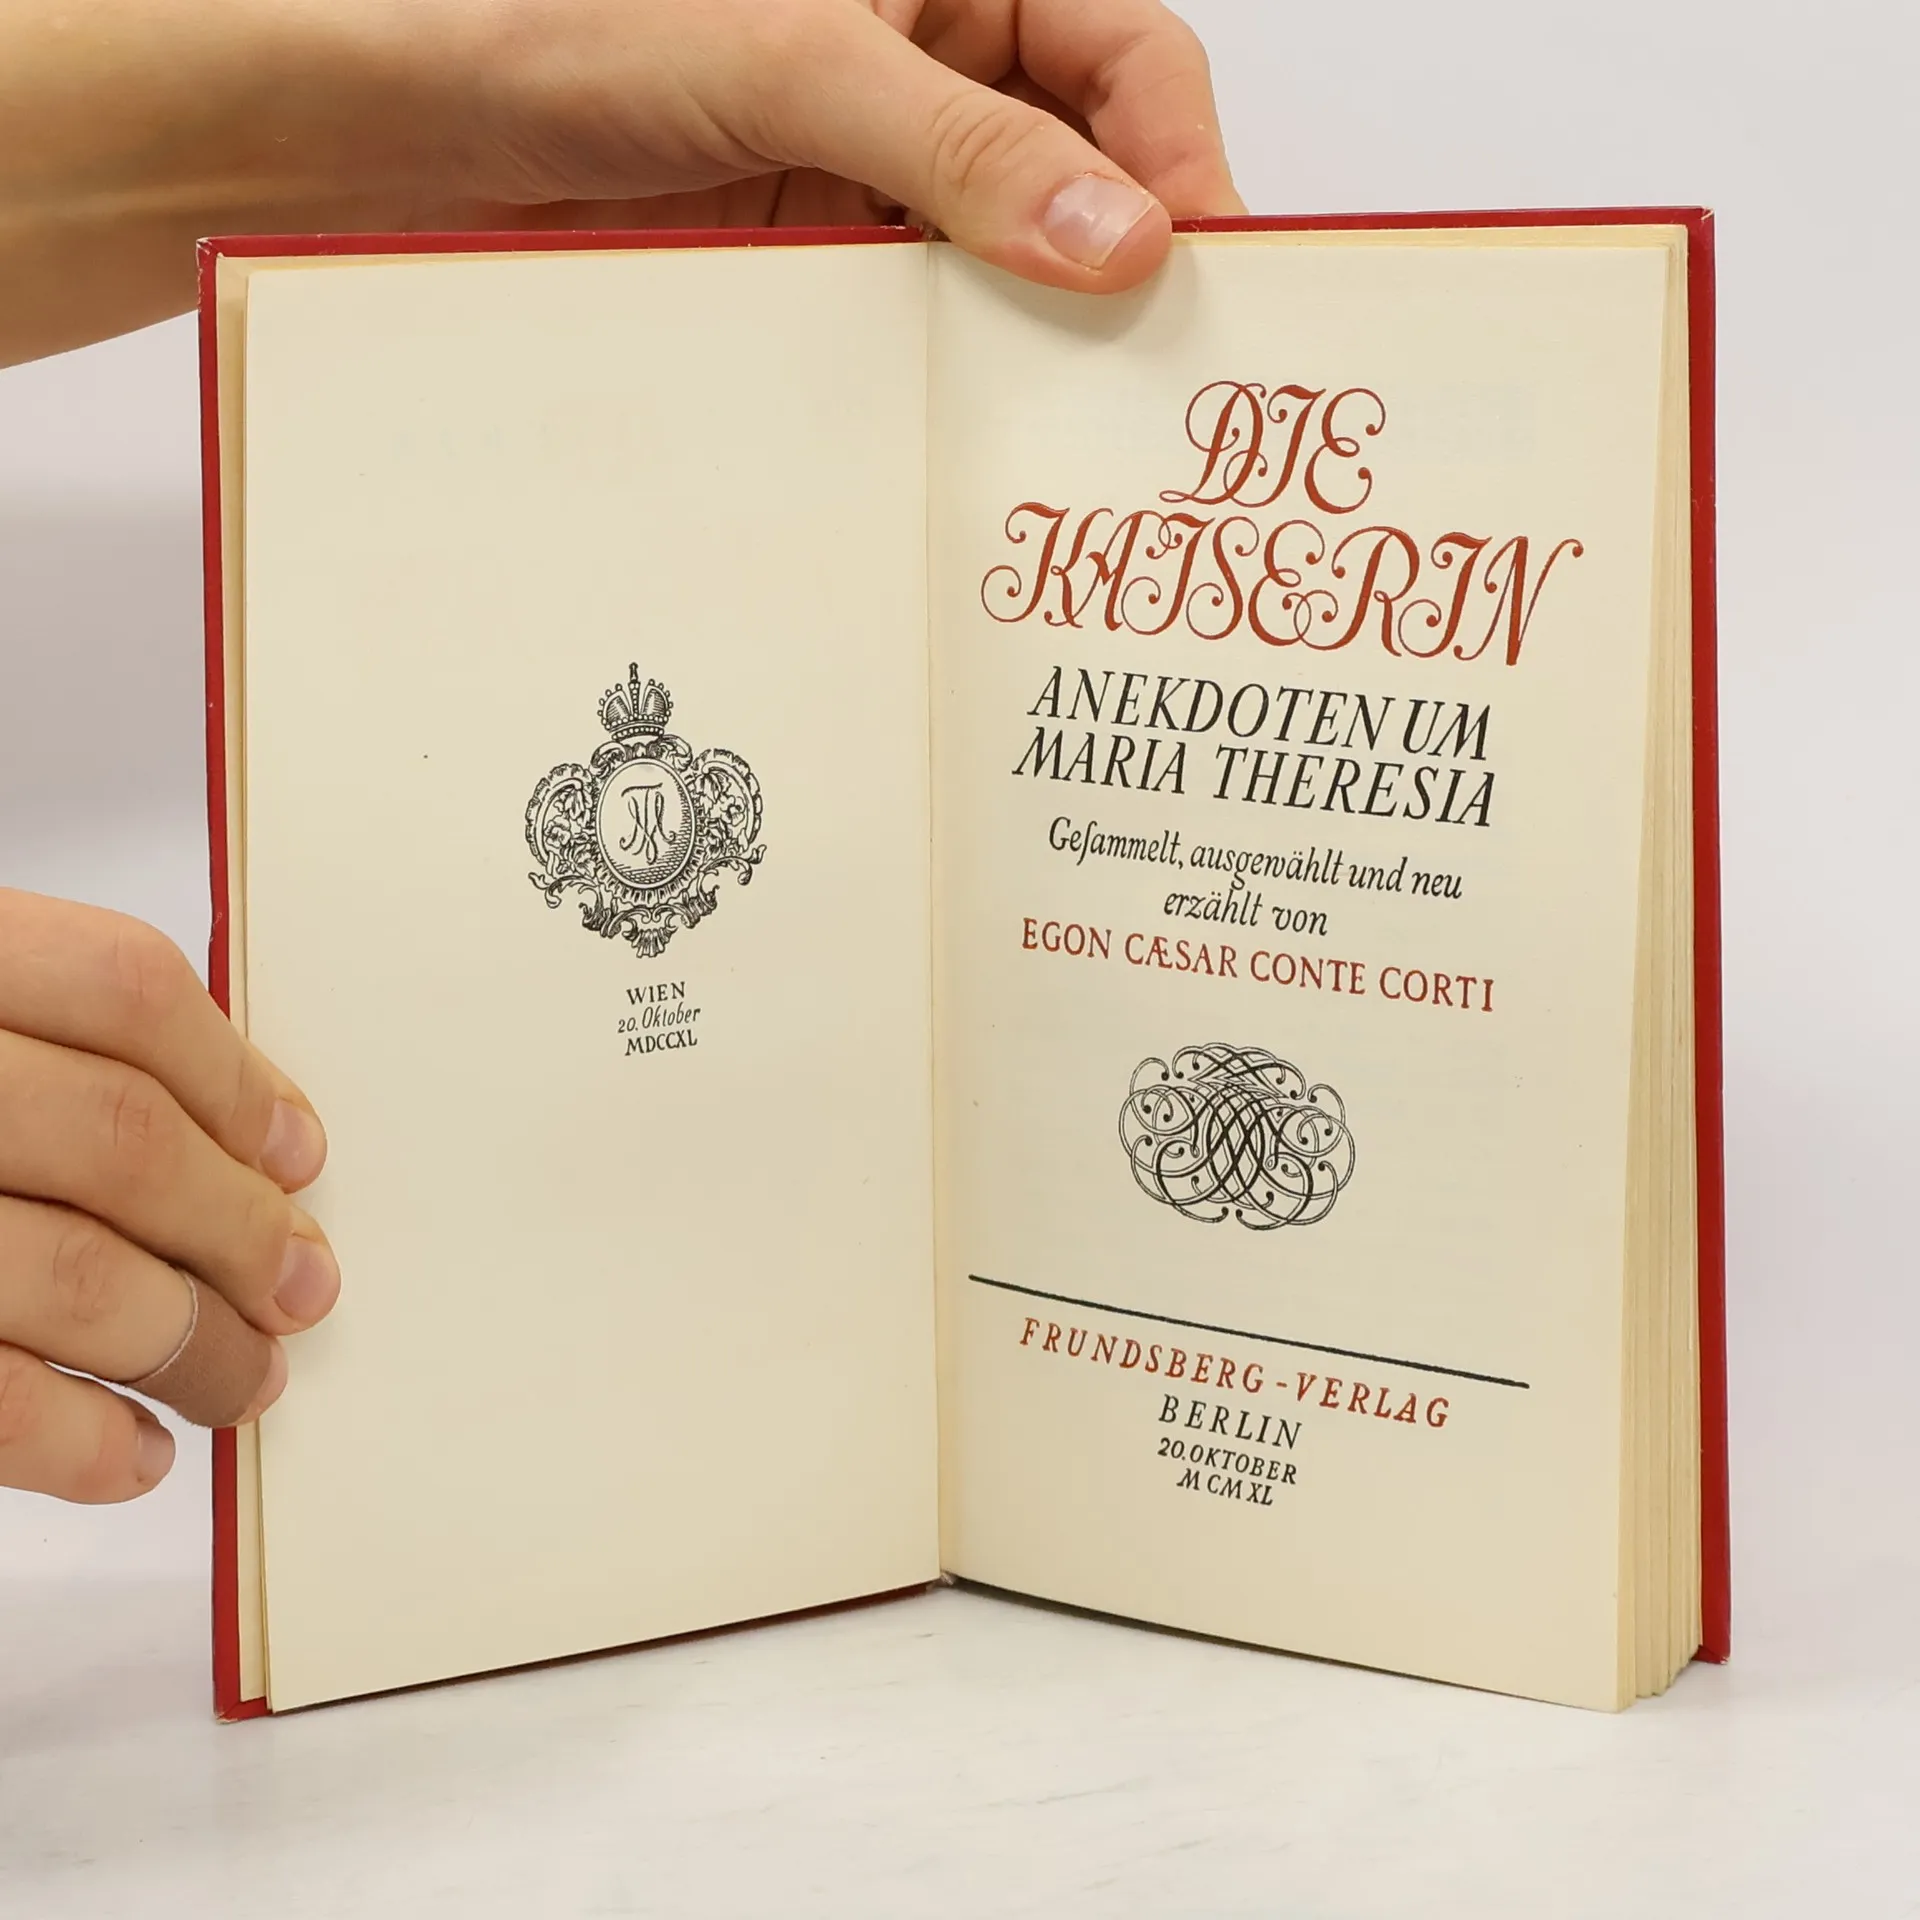 MT
WIEN
20. Oktober
MDCCXL
DIE
KAISERIN
ANEKDOTEN UM
MARIA THERESIA
Geſammelt, ausgewählt und neu
erzählt von
EGON CÆSAR CONTE CORTI
FRUNDSBERG-VERLAG
BERLIN
20. OKTOBER
MCMXL